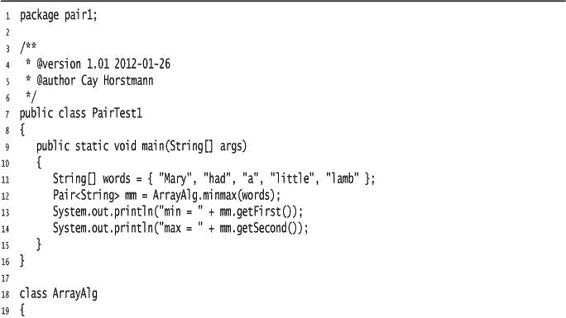 1 package pair1;
2
3 /**
4  * @version 1.01 2012-01-26
5  * @author Cay Horstmann
6  */
7 public class PairTest1
8 {
9    public static void main(String[] args)
10    {
11       String[] words = { "Mary", "had", "a", "little", "lamb" };
12       Pair<String> mm = ArrayAlg.minmax(words);
13       System.out.println("min = " + mm.getFirst());
14       System.out.println("max = " + mm.getSecond());
15    }
16 }
17
18 class ArrayAlg
19 {